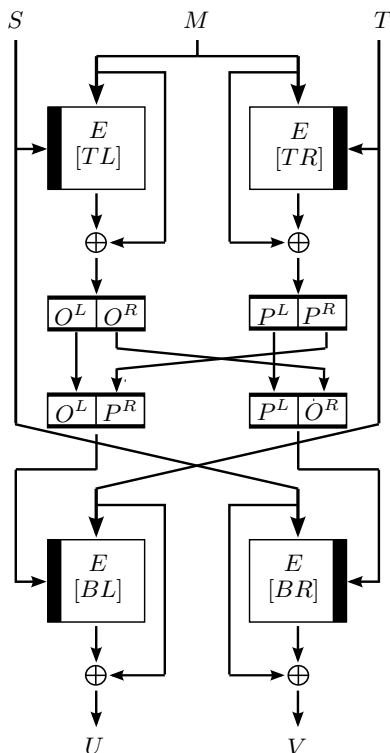 S M T
E E
[TL] [TR]
O^L O^R P^L P^R
O^L P^R P^L O^R
E E
[BL] [BR]
U V